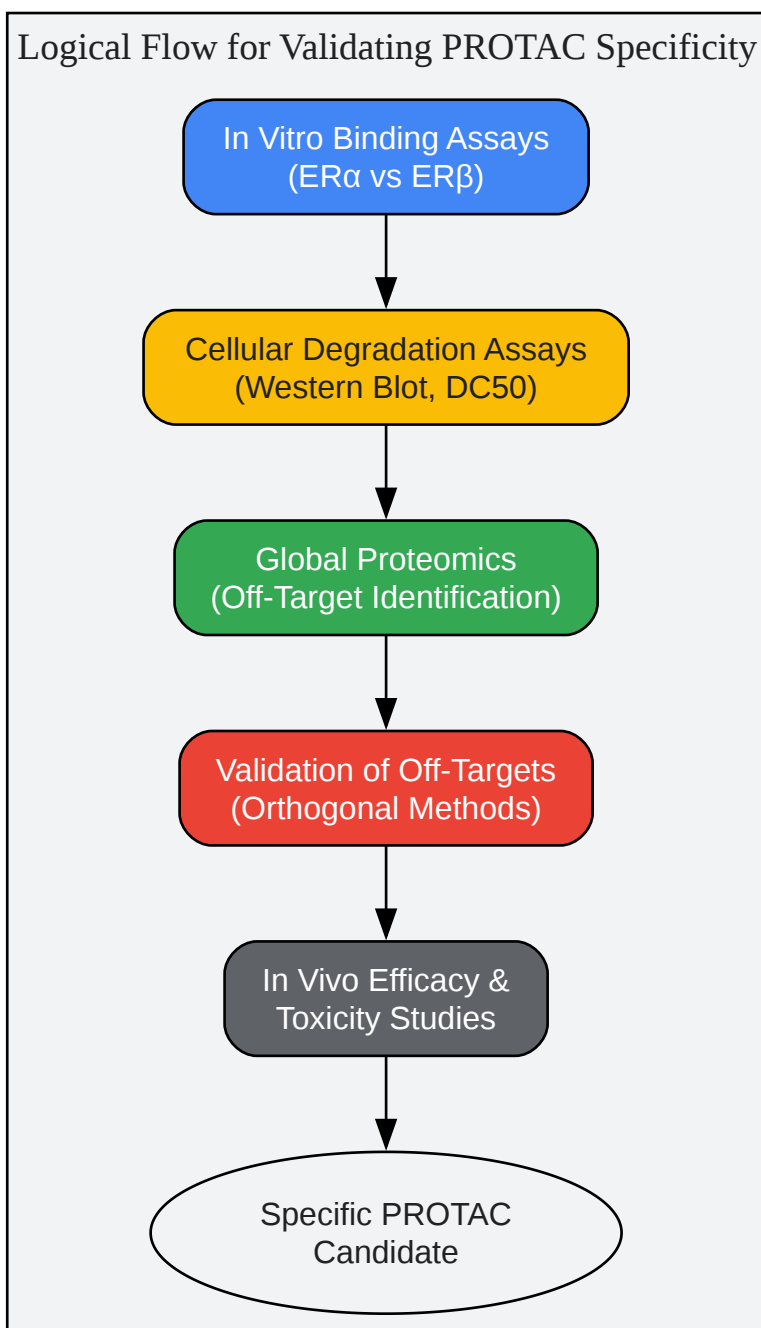 Logical Flow for Validating PROTAC Specificity
In Vitro Binding Assays
(ERα vs ERβ)
Cellular Degradation Assays
(Western Blot, DC50)
Global Proteomics
(Off-Target Identification)
Validation of Off-Targets
(Orthogonal Methods)
In Vivo Efficacy &
Toxicity Studies
Specific PROTAC
Candidate